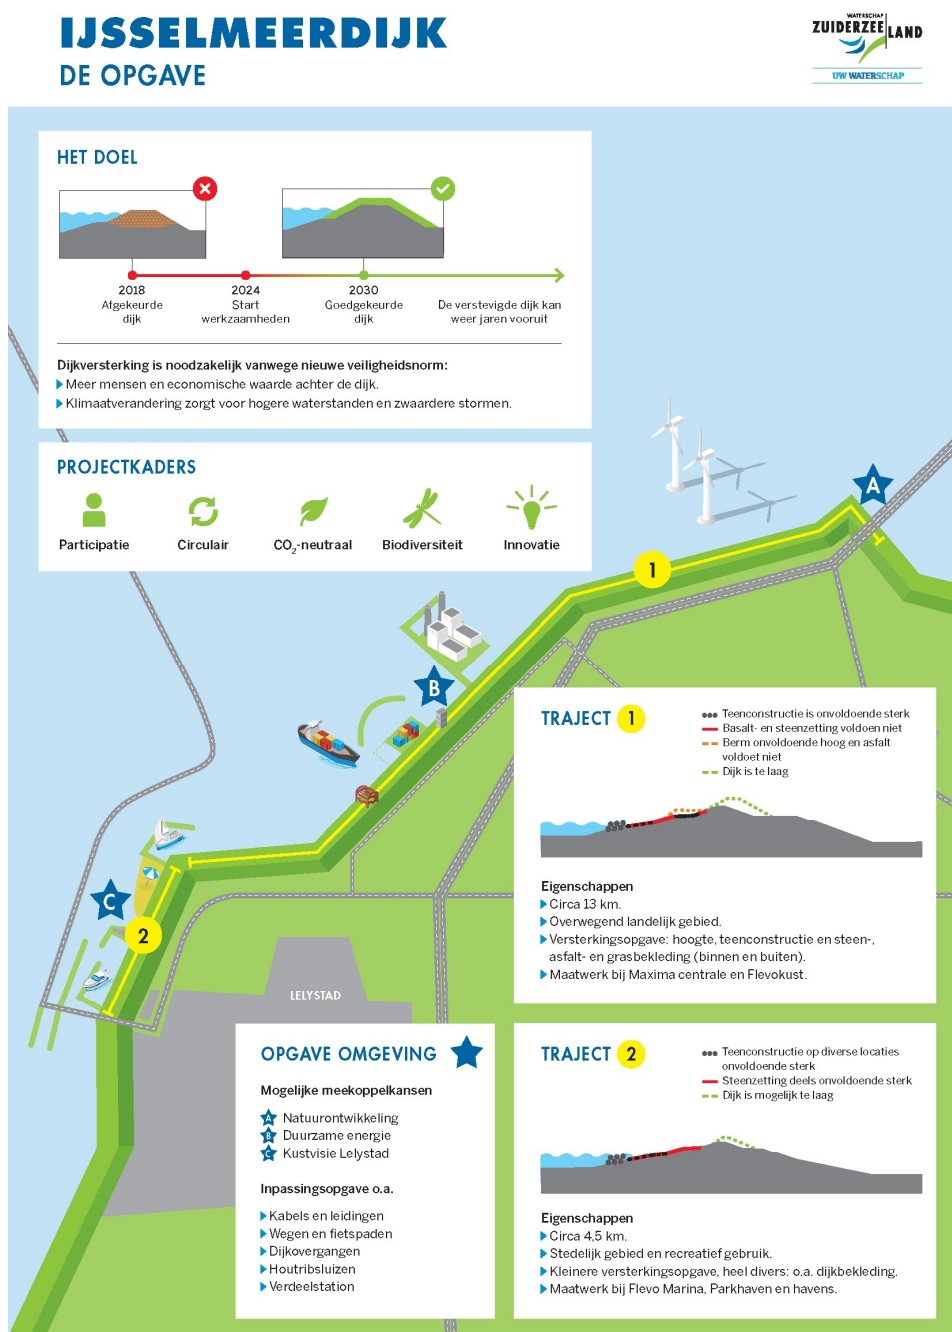 IJSSELMEERDIJK
DE OPGAVE
WATERSCHAP
ZUIDERZEELAND
UW WATERSCHAP
HET DOEL
2018
Afgekeurde
dijk
2024
Start
werkzaamheden
2030
Goedgekeurde
dijk
De verstevigde dijk kan
weer jaren vooruit
Dijkversterking is noodzakelijk vanwege nieuwe veiligheidsnorm:
Meer mensen en economische waarde achter de dijk.
Klimaatverandering zorgt voor hogere waterstanden en zwaardere stormen.
PROJECTKADERS
Participatie
Circulair
CO₂-neutraal
Biodiversiteit
Innovatie
A
1
B
C
2
LELYSTAD
TRAJECT 1
Teenconstructie is onvoldoende sterk
Basalt- en steenzetting voldoen niet
Berm onvoldoende hoog en asfalt
voldoet niet
Dijk is te laag
Eigenschappen
Circa 13 km.
Overwegend landelijk gebied.
Versterkingsopgave: hoogte, teenconstructie en steen-,
asfalt- en grasbekleding (binnen en buiten).
Maatwerk bij Maxima centrale en Flevokust.
OPGAVE OMGEVING
Mogelijke meekoppelkansen
A Natuurontwikkeling
B Duurzame energie
C Kustvisie Lelystad
Inpassingsopgave o.a.
Kabels en leidingen
Wegen en fietspaden
Dijkovergangen
Houtribsluizen
Verdeelstation
TRAJECT 2
Teenconstructie op diverse locaties
onvoldoende sterk
Steenzetting deels onvoldoende sterk
Dijk is mogelijk te laag
Eigenschappen
Circa 4,5 km.
Stedelijk gebied en recreatief gebruik.
Kleinere versterkingsopgave, heel divers: o.a. dijkbekleding.
Maatwerk bij Flevo Marina, Parkhaven en havens.